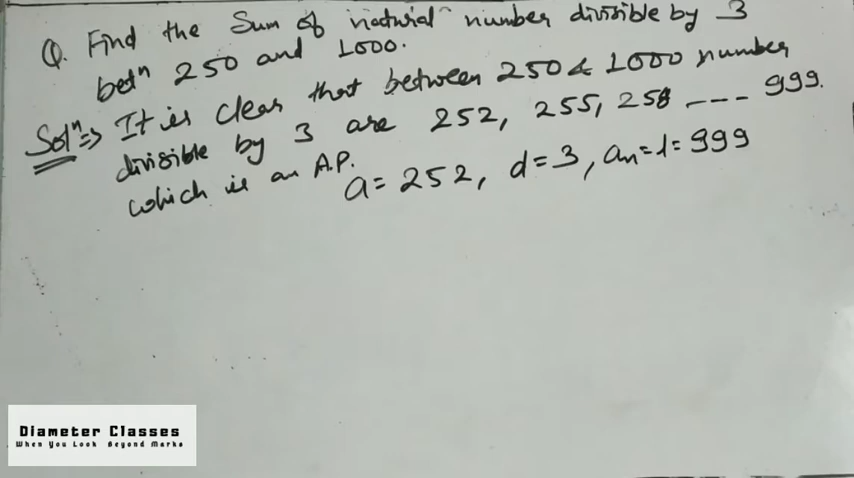 Q. Find the Sum of natural number divisible by 3
betⁿ 250 and 1000.
Solⁿ⇒ It is clear that between 250 & 1000 number
divisible by 3 are 252, 255, 258 ---- 999.
which is an A.P.
a = 252, d = 3, an = l = 999
Diameter Classes
When You Look Beyond Marks